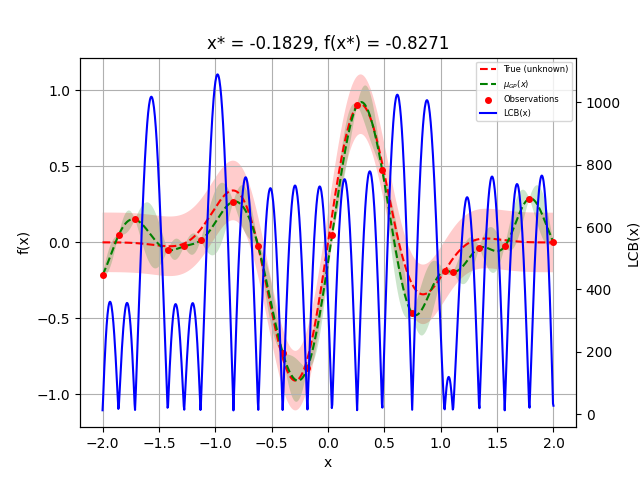 x* = -0.1829, f(x*) = -0.8271
True (unknown)
μGP(x)
Observations
LCB(x)
1.0
0.5
0.0
−0.5
−1.0
f(x)
1000
800
600
400
200
0
LCB(x)
−2.0 −1.5 −1.0 −0.5 0.0 0.5 1.0 1.5 2.0
x